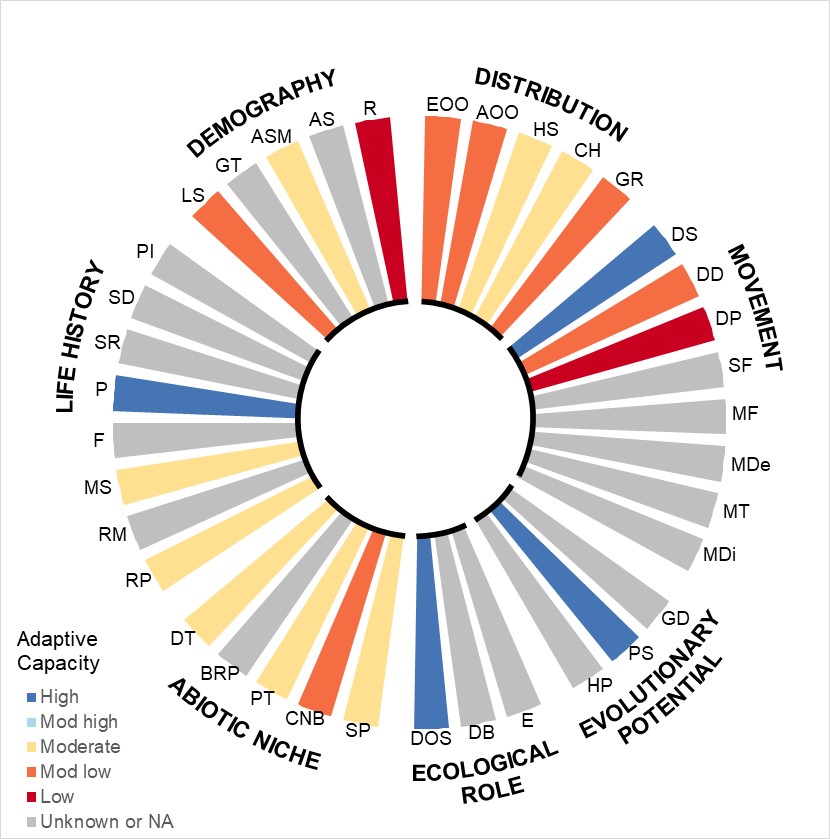 DISTRIBUTION
EOO
AOO
HS
CH
GR
MOVEMENT
DS
DD
DP
SF
MF
MDe
MT
MDi
EVOLUTIONARY
POTENTIAL
GD
PS
HP
ECOLOGICAL
ROLE
E
DB
DOS
ABIOTIC NICHE
SP
CNB
PT
BRP
DT
LIFE HISTORY
RP
RM
MS
F
P
SR
SD
PI
DEMOGRAPHY
LS
GT
ASM
AS
R
Adaptive
Capacity
High
Mod high
Moderate
Mod low
Low
Unknown or NA